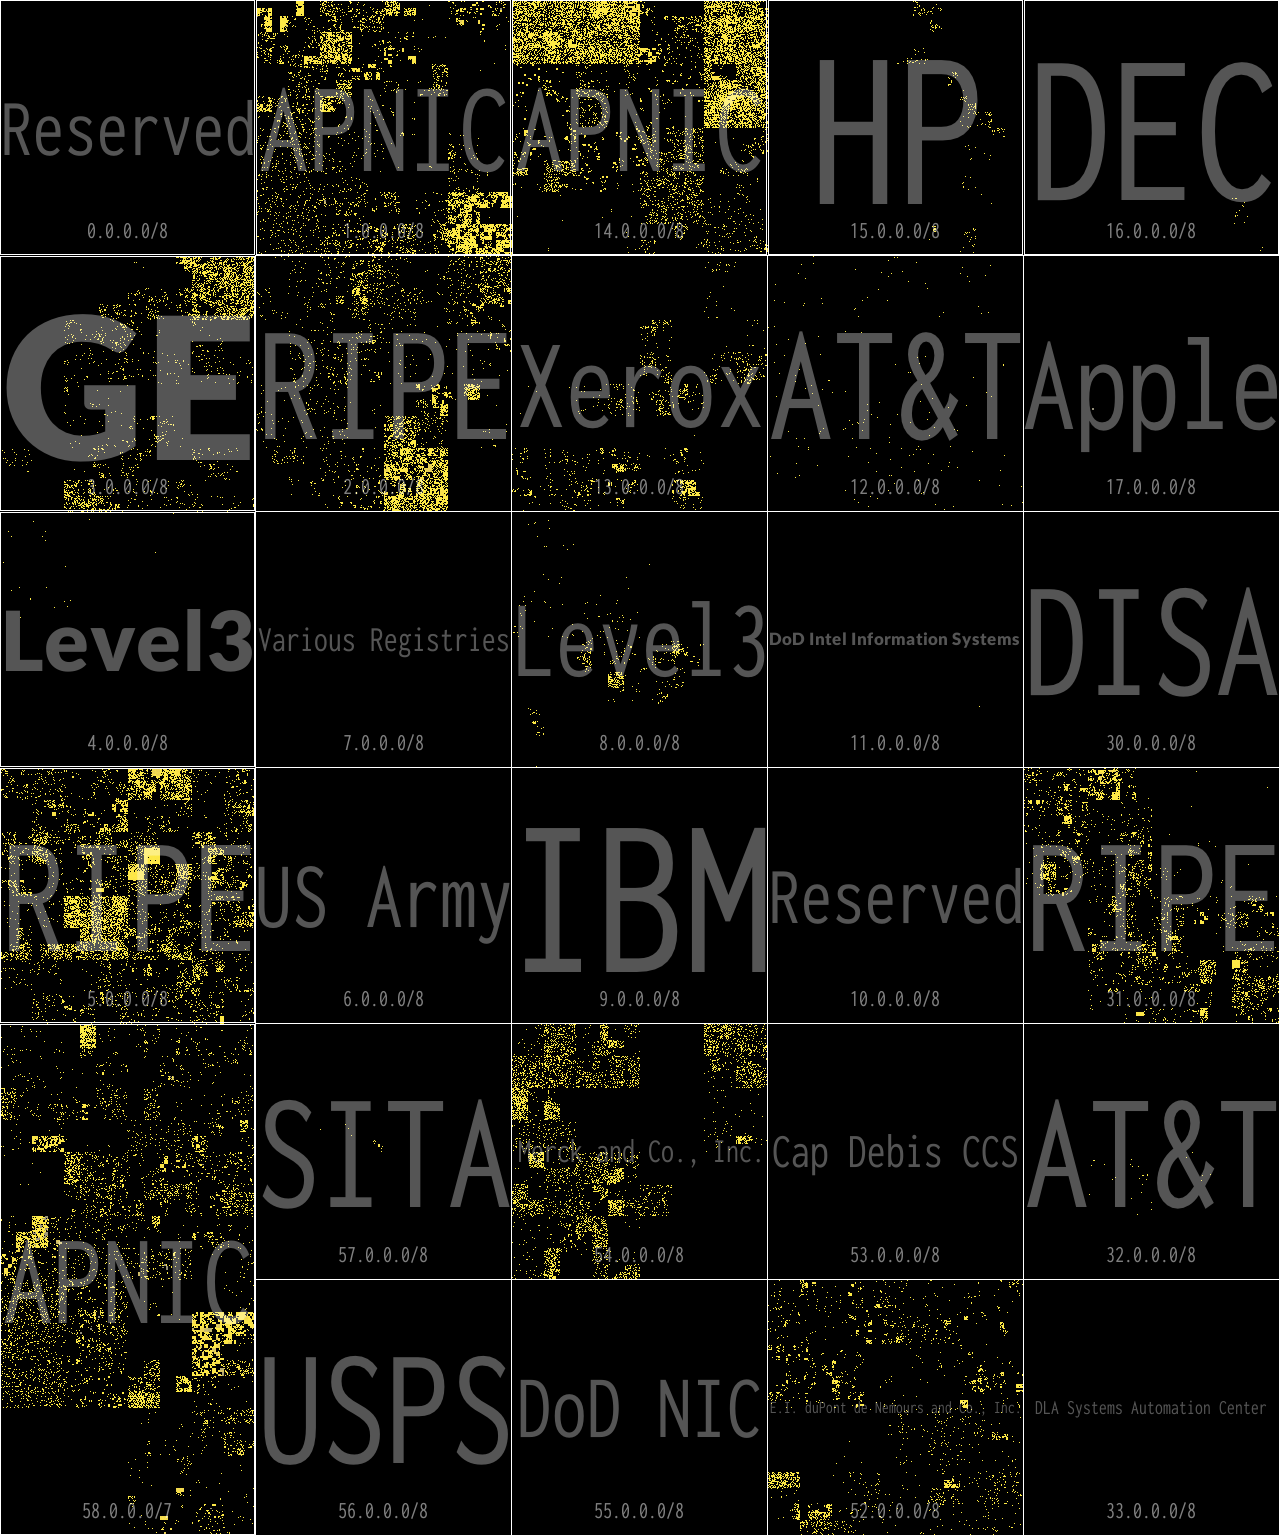 Reserved
0.0.0.0/8
APNIC
1.0.0.0/8
APNIC
14.0.0.0/8
HP
15.0.0.0/8
DEC
16.0.0.0/8
GE
3.0.0.0/8
RIPE
2.0.0.0/8
Xerox
13.0.0.0/8
AT&T
12.0.0.0/8
Apple
17.0.0.0/8
Level3
4.0.0.0/8
Various Registries
7.0.0.0/8
Level3
8.0.0.0/8
DoD Intel Information Systems
11.0.0.0/8
DISA
30.0.0.0/8
RIPE
5.0.0.0/8
US Army
6.0.0.0/8
IBM
9.0.0.0/8
Reserved
10.0.0.0/8
RIPE
31.0.0.0/8
APNIC
58.0.0.0/7
SITA
57.0.0.0/8
Merck and Co., Inc.
54.0.0.0/8
Cap Debis CCS
53.0.0.0/8
AT&T
32.0.0.0/8
USPS
56.0.0.0/8
DoD NIC
55.0.0.0/8
E.I. duPont de Nemours and Co., Inc.
52.0.0.0/8
DLA Systems Automation Center
33.0.0.0/8